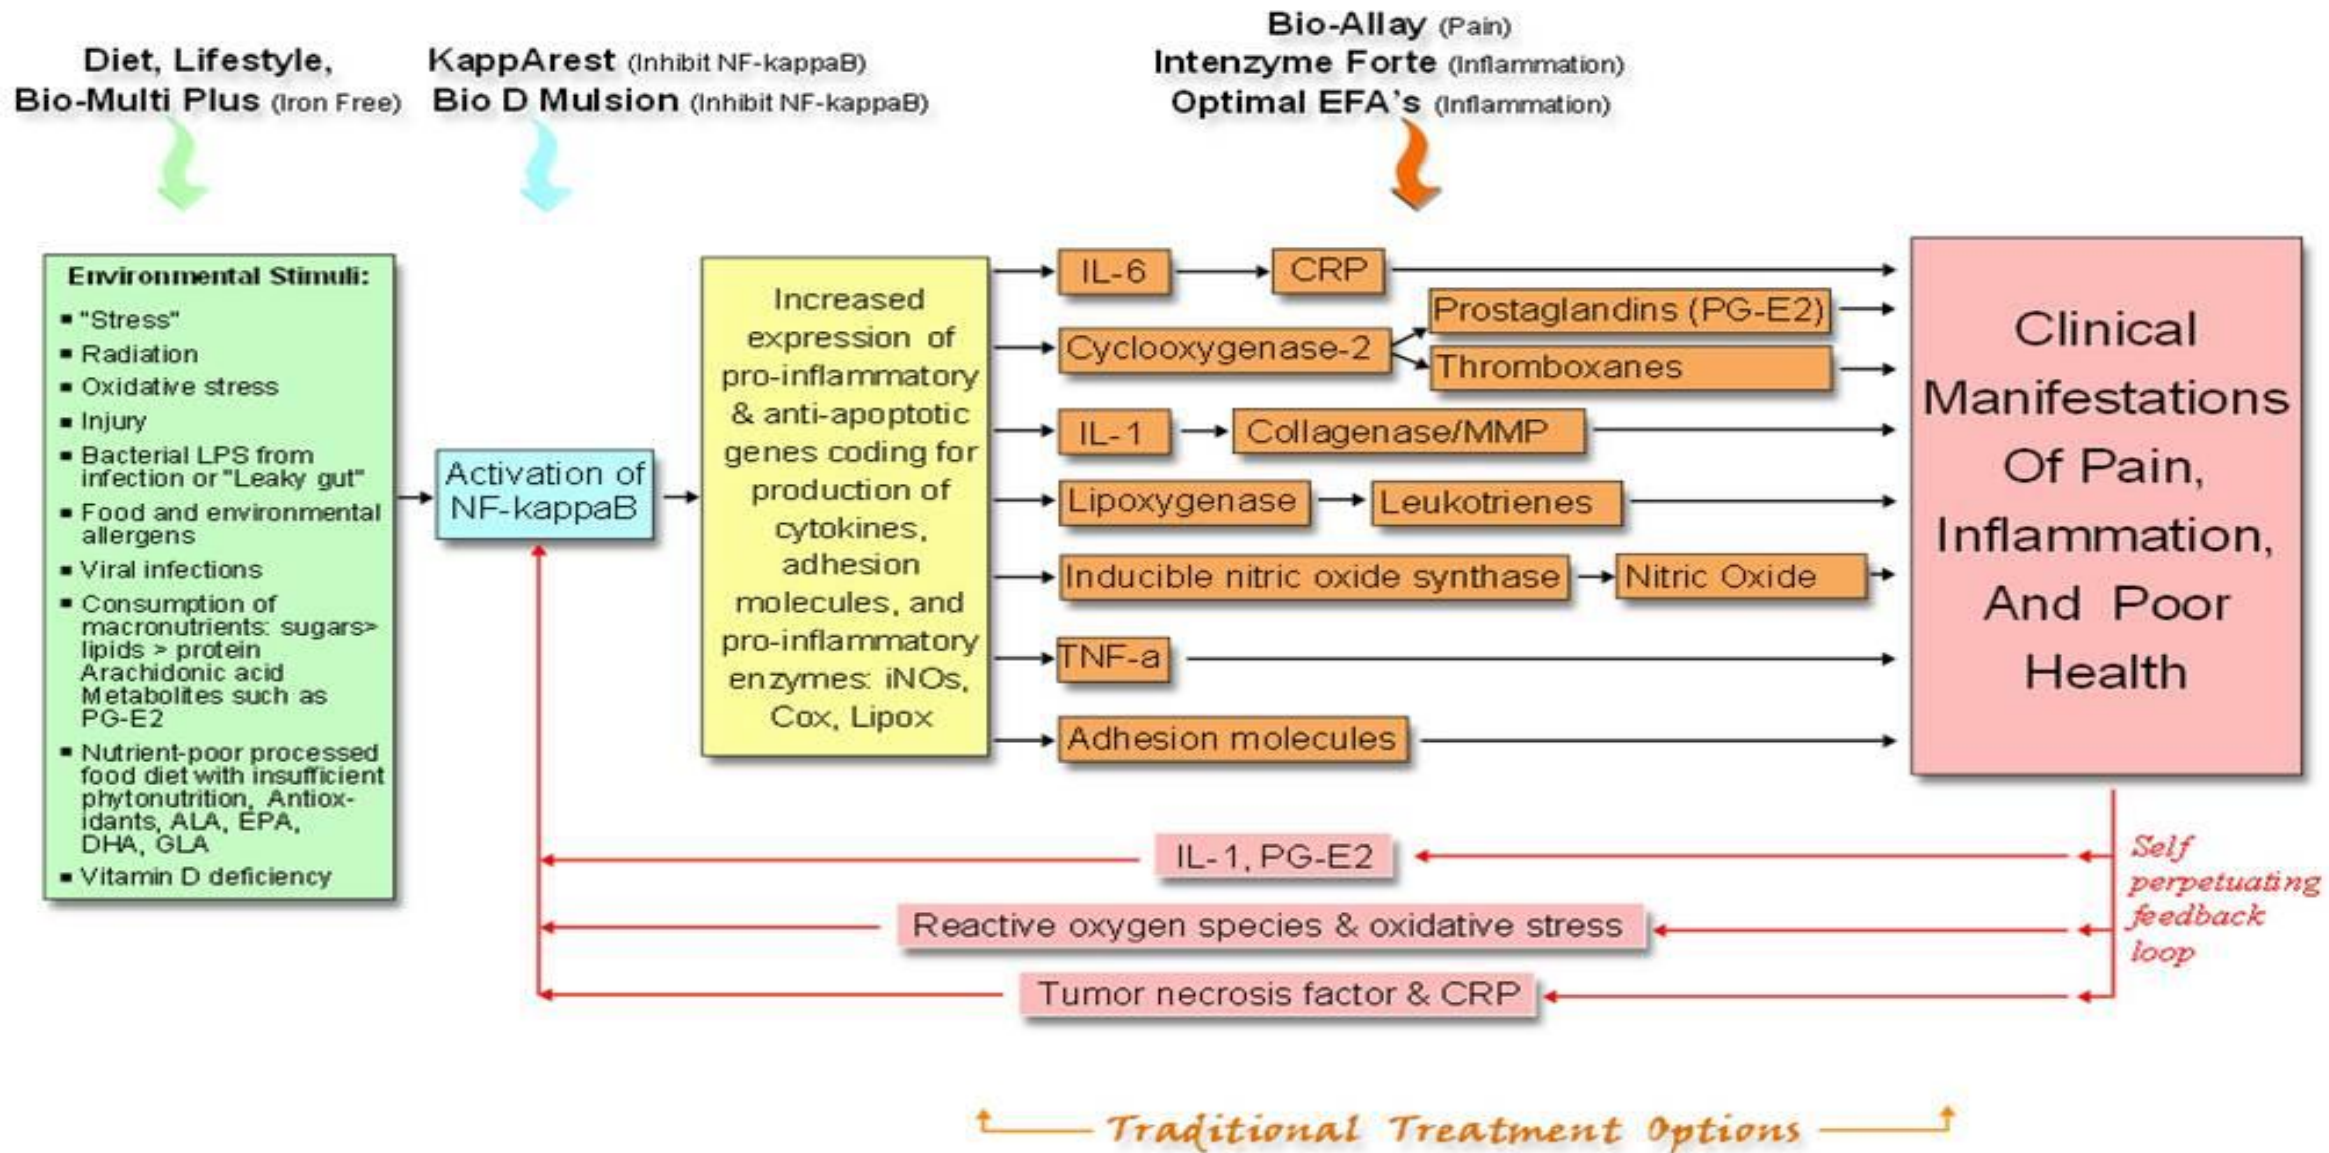 Diet, Lifestyle,
Bio-Multi Plus (Iron Free)
KappArest (Inhibit NF-kappaB)
Bio D Mulsion (Inhibit NF-kappaB)
Bio-Allay (Pain)
Intenzyme Forte (Inflammation)
Optimal EFA's (Inflammation)
Environmental Stimuli:
▪ "Stress"
▪ Radiation
▪ Oxidative stress
▪ Injury
▪ Bacterial LPS from
infection or "Leaky gut"
▪ Food and environmental
allergens
▪ Viral infections
▪ Consumption of
macronutrients: sugars>
lipids > protein
Arachidonic acid
Metabolites such as
PG-E2
▪ Nutrient-poor processed
food diet with insufficient
phytonutrition, Antiox-
idants, ALA, EPA,
DHA, GLA
▪ Vitamin D deficiency
Activation of
NF-kappaB
Increased
expression of
pro-inflammatory
& anti-apoptotic
genes coding for
production of
cytokines,
adhesion
molecules, and
pro-inflammatory
enzymes: iNOs,
Cox, Lipox
IL-6
CRP
Cyclooxygenase-2
Prostaglandins (PG-E2)
Thromboxanes
IL-1
Collagenase/MMP
Lipoxygenase
Leukotrienes
Inducible nitric oxide synthase
Nitric Oxide
TNF-a
Adhesion molecules
Clinical
Manifestations
Of Pain,
Inflammation,
And Poor
Health
IL-1, PG-E2
Reactive oxygen species & oxidative stress
Tumor necrosis factor & CRP
Self
perpetuating
feedback
loop
Traditional Treatment Options